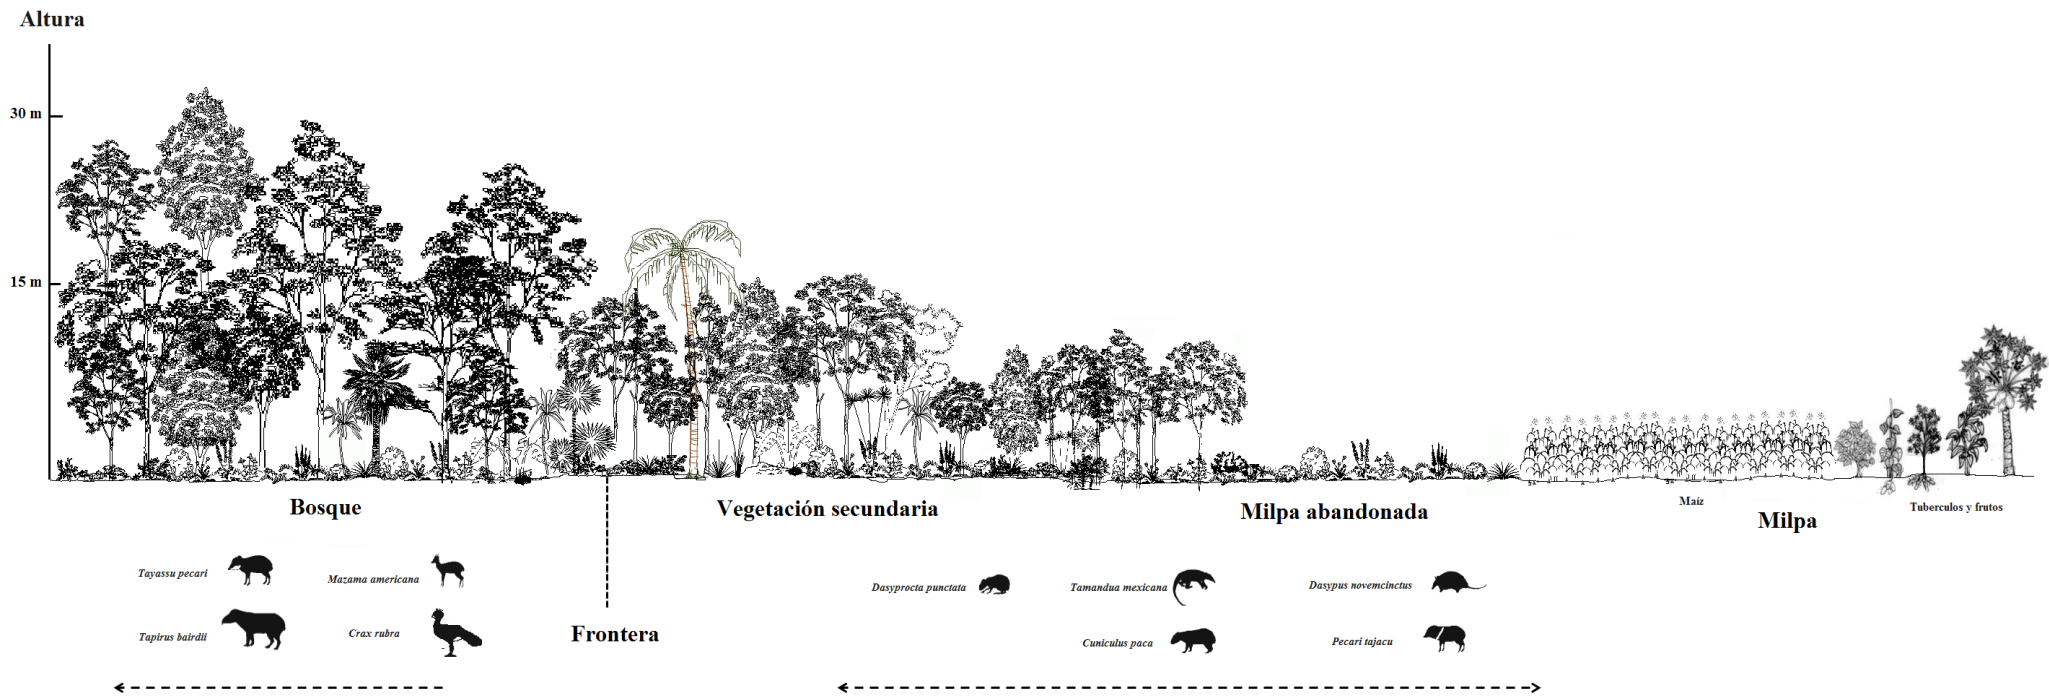 Altura
30 m
15 m
Bosque
Vegetación secundaria
Milpa abandonada
Maíz
Milpa
Tuberculos y frutos
Tayassu pecari
Mazama americana
Dasyprocta punctata
Tamandua mexicana
Dasypus novemcinctus
Tapirus bairdii
Crax rubra
Frontera
Cuniculus paca
Pecari tajacu